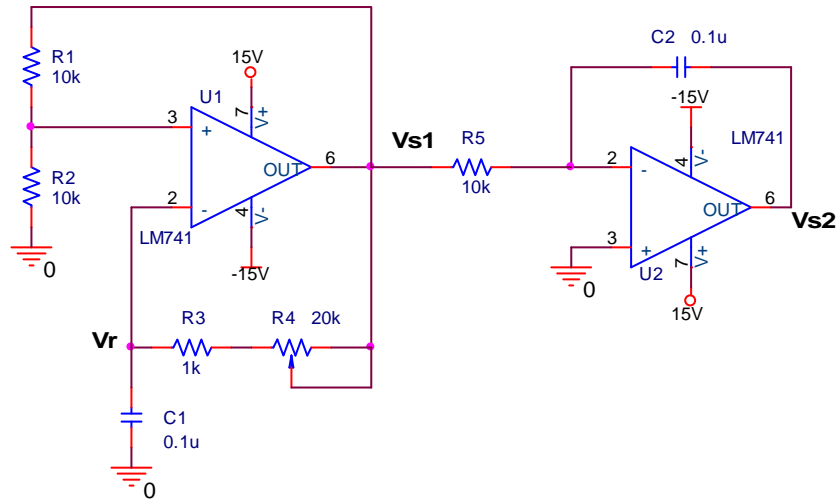 C2 0.1u
R1
10k
15V
U1
7
V+
3
+
OUT
6
2
-
4
V-
LM741
-15V
R2
10k
0
Vs1
R5
10k
-15V
LM741
4
V-
2
-
OUT
6
Vs2
3
+
7
V+
U2
0
15V
Vr
R3
1k
R4 20k
C1
0.1u
0